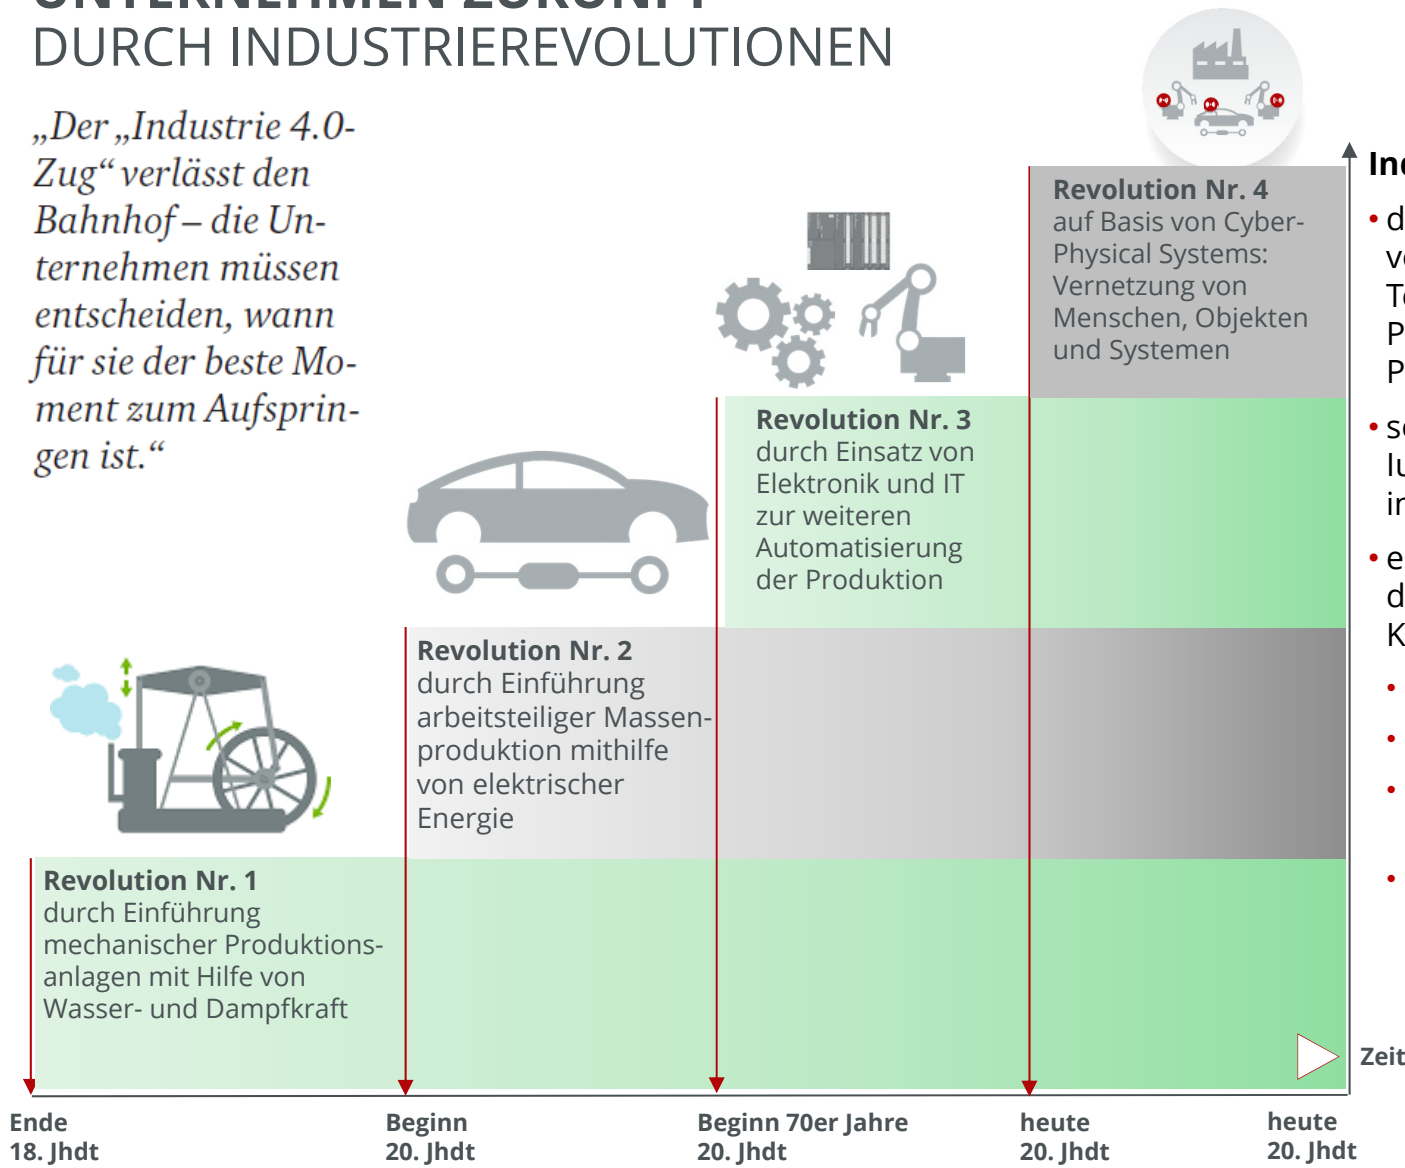 UNTERNEHMEN ZUKUNFT
DURCH INDUSTRIEREVOLUTIONEN
„Der „Industrie 4.0-
Zug“ verlässt den
Bahnhof – die Un-
ternehmen müssen
entscheiden, wann
für sie der beste Mo-
ment zum Aufsprin-
gen ist.“
Revolution Nr. 4
auf Basis von Cyber-
Physical Systems:
Vernetzung von
Menschen, Objekten
und Systemen
Revolution Nr. 3
durch Einsatz von
Elektronik und IT
zur weiteren
Automatisierung
der Produktion
Revolution Nr. 2
durch Einführung
arbeitsteiliger Massen-
produktion mithilfe
von elektrischer
Energie
Revolution Nr. 1
durch Einführung
mechanischer Produktions-
anlagen mit Hilfe von
Wasser- und Dampfkraft
Zeit
Ende
18. Jhdt
Beginn
20. Jhdt
Beginn 70er Jahre
20. Jhdt
heute
20. Jhdt
heute
20. Jhdt